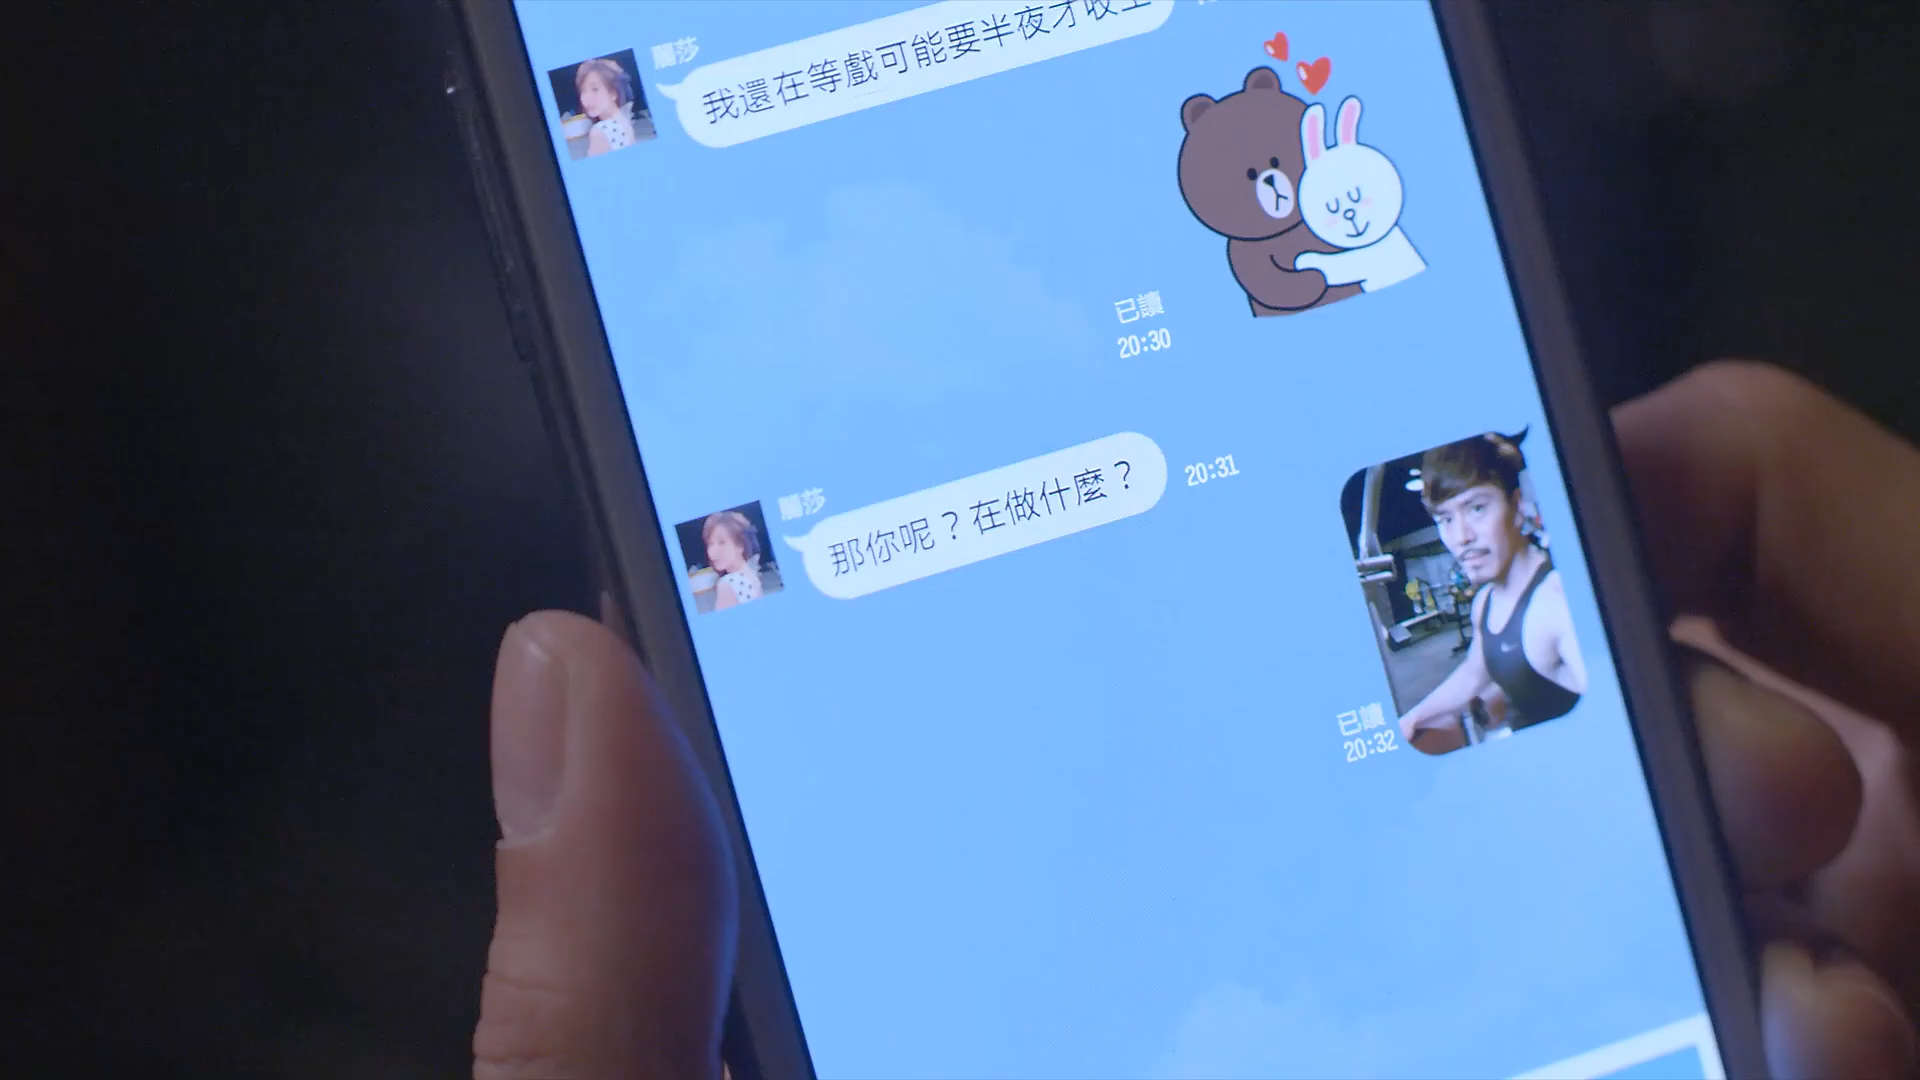 麗莎
我還在等戲可能要半夜才收工
已讀
20:30
麗莎
那你呢？在做什麼？
20:31
已讀
20:32